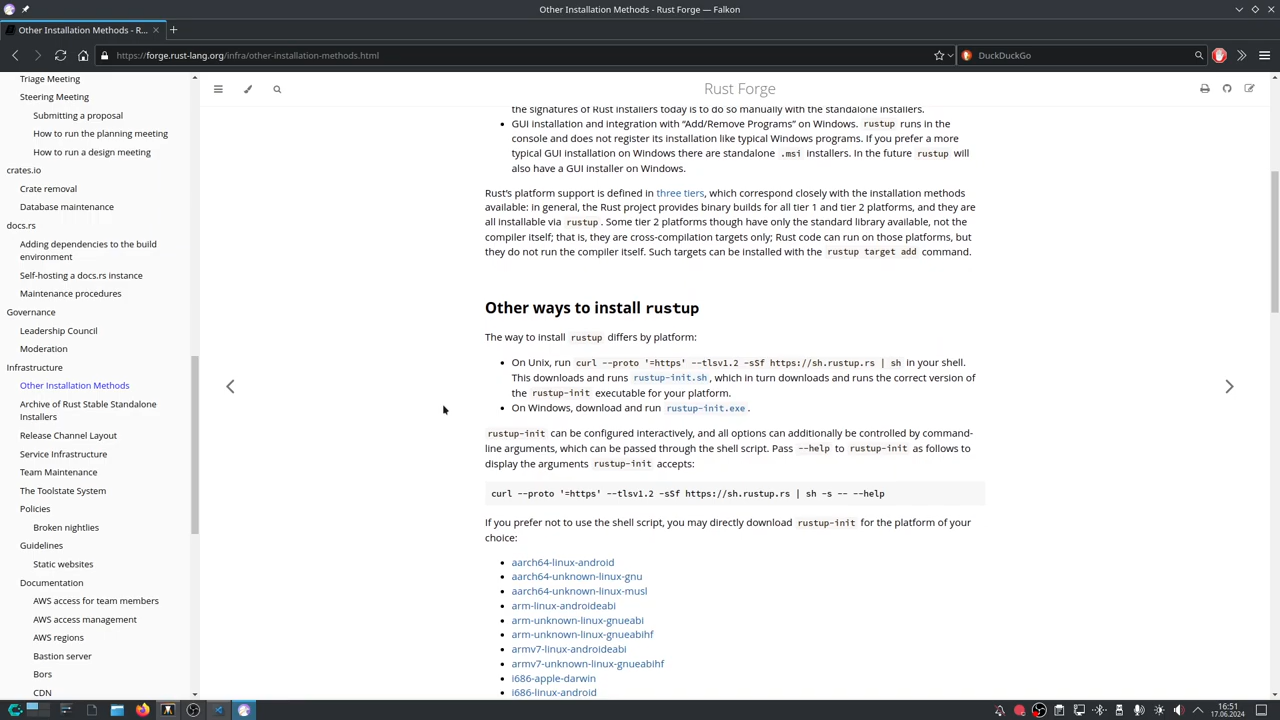 Other Installation Methods - Rust Forge — Falkon
Other Installation Methods - R...
https://forge.rust-lang.org/infra/other-installation-methods.html
DuckDuckGo
Triage Meeting
Steering Meeting
Submitting a proposal
How to run the planning meeting
How to run a design meeting
crates.io
Crate removal
Database maintenance
docs.rs
Adding dependencies to the build
environment
Self-hosting a docs.rs instance
Maintenance procedures
Governance
Leadership Council
Moderation
Infrastructure
Other Installation Methods
Archive of Rust Stable Standalone
Installers
Release Channel Layout
Service Infrastructure
Team Maintenance
The Toolstate System
Policies
Broken nightlies
Guidelines
Static websites
Documentation
AWS access for team members
AWS access management
AWS regions
Bastion server
Bors
CDN
Rust Forge
the signatures of Rust installers today is to do so manually with the standalone installers.
• GUI installation and integration with “Add/Remove Programs” on Windows. rustup runs in the
console and does not register its installation like typical Windows programs. If you prefer a more
typical GUI installation on Windows there are standalone .msi installers. In the future rustup will
also have a GUI installer on Windows.
Rust’s platform support is defined in three tiers, which correspond closely with the installation methods
available: in general, the Rust project provides binary builds for all tier 1 and tier 2 platforms, and they are
all installable via rustup. Some tier 2 platforms though have only the standard library available, not the
compiler itself; that is, they are cross-compilation targets only; Rust code can run on those platforms, but
they do not run the compiler itself. Such targets can be installed with the rustup target add command.
Other ways to install rustup
The way to install rustup differs by platform:
• On Unix, run curl --proto '=https' --tlsv1.2 -sSf https://sh.rustup.rs | sh in your shell.
This downloads and runs rustup-init.sh, which in turn downloads and runs the correct version of
the rustup-init executable for your platform.
• On Windows, download and run rustup-init.exe.
rustup-init can be configured interactively, and all options can additionally be controlled by command-
line arguments, which can be passed through the shell script. Pass --help to rustup-init as follows to
display the arguments rustup-init accepts:
curl --proto '=https' --tlsv1.2 -sSf https://sh.rustup.rs | sh -s -- --help
If you prefer not to use the shell script, you may directly download rustup-init for the platform of your
choice:
• aarch64-linux-android
• aarch64-unknown-linux-gnu
• aarch64-unknown-linux-musl
• arm-linux-androideabi
• arm-unknown-linux-gnueabi
• arm-unknown-linux-gnueabihf
• armv7-linux-androideabi
• armv7-unknown-linux-gnueabihf
• i686-apple-darwin
• i686-linux-android
16:51
17.06.2024